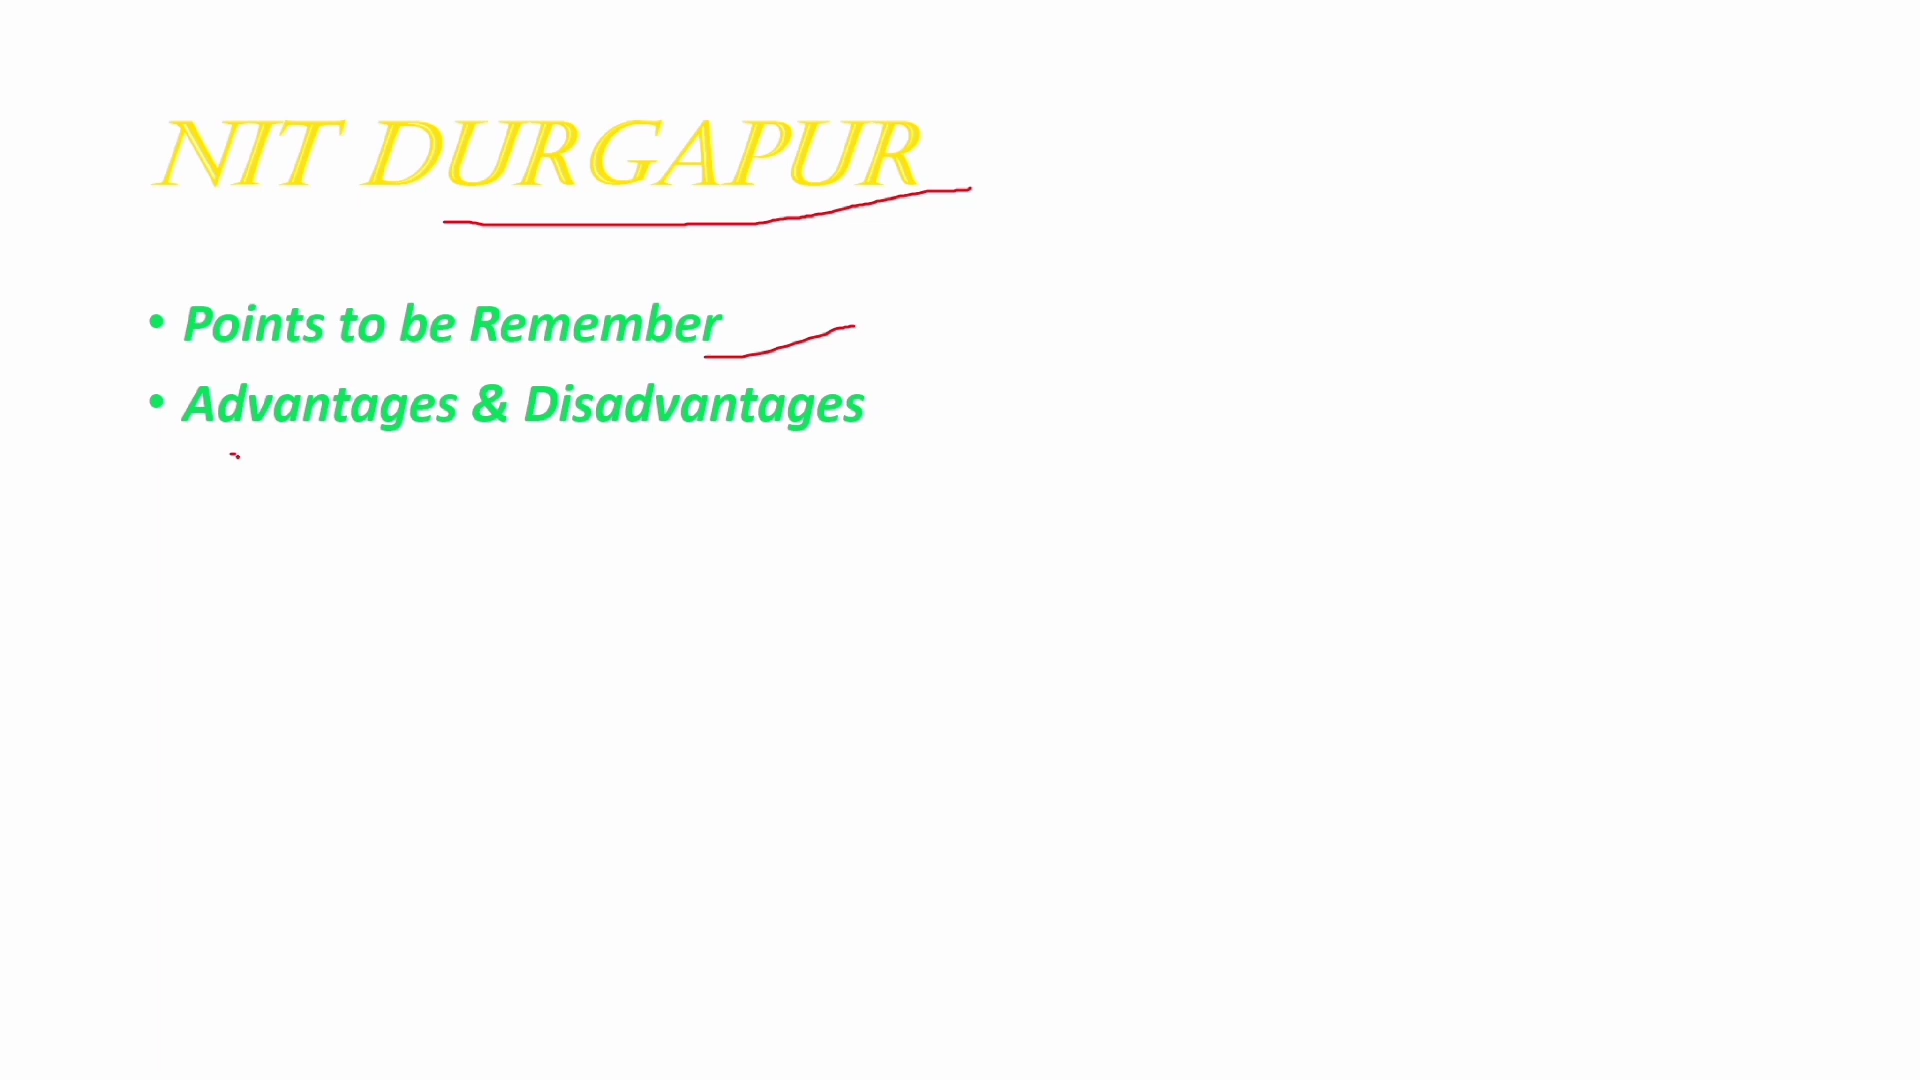 NIT DURGAPUR
• Points to be Remember
• Advantages & Disadvantages